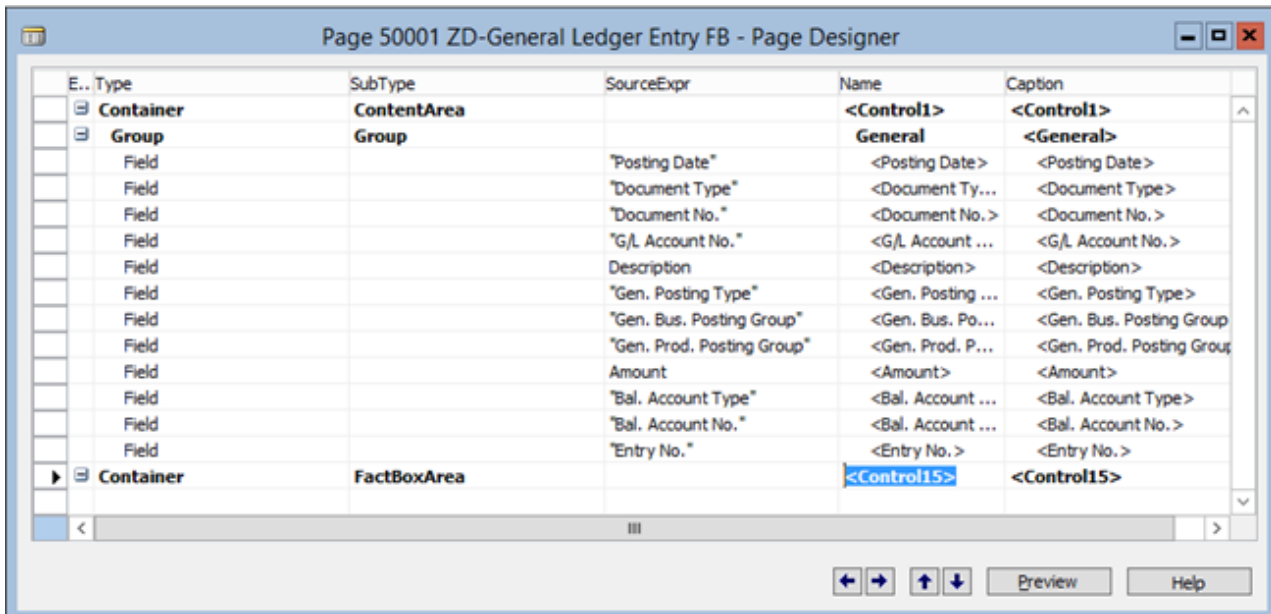 Page 50001 ZD-General Ledger Entry FB - Page Designer
E.. Type SubType SourceExpr Name Caption
Container ContentArea <Control1> <Control1>
Group Group General <General>
Field "Posting Date" <Posting Date> <Posting Date>
Field "Document Type" <Document Ty... <Document Type>
Field "Document No." <Document No.> <Document No.>
Field "G/L Account No." <G/L Account ... <G/L Account No.>
Field Description <Description> <Description>
Field "Gen. Posting Type" <Gen. Posting ... <Gen. Posting Type>
Field "Gen. Bus. Posting Group" <Gen. Bus. Po... <Gen. Bus. Posting Group
Field "Gen. Prod. Posting Group" <Gen. Prod. P... <Gen. Prod. Posting Group
Field Amount <Amount> <Amount>
Field "Bal. Account Type" <Bal. Account ... <Bal. Account Type>
Field "Bal. Account No." <Bal. Account ... <Bal. Account No.>
Field "Entry No." <Entry No.> <Entry No.>
Container FactBoxArea <Control15> <Control15>
Preview Help